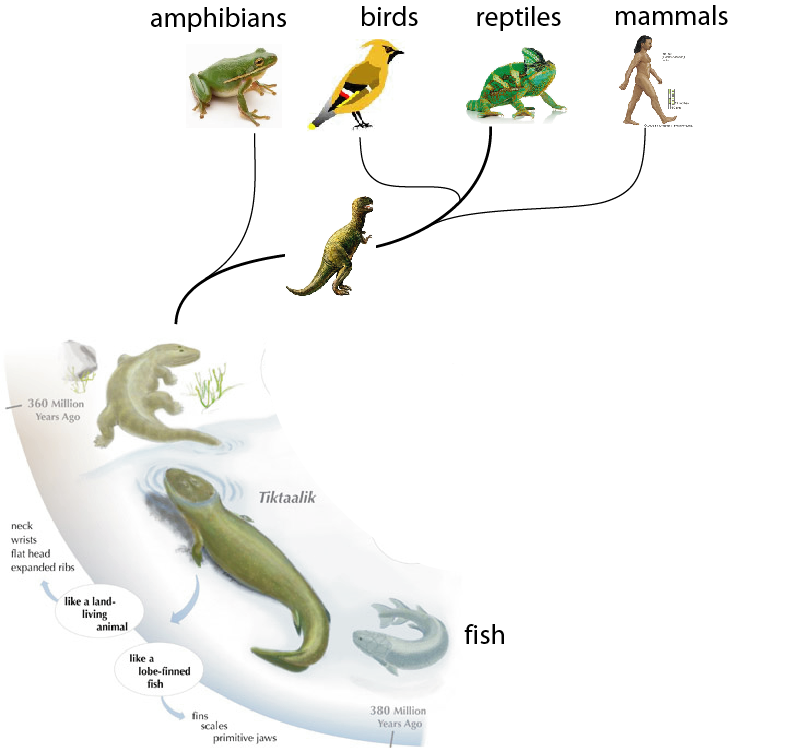 amphibians
birds
reptiles
mammals
360 Million
Years Ago
Tiktaalik
neck
wrists
flat head
expanded ribs
like a land-
living
animal
fish
like a
lobe-finned
fish
fins
scales
primitive jaws
380 Million
Years Ago